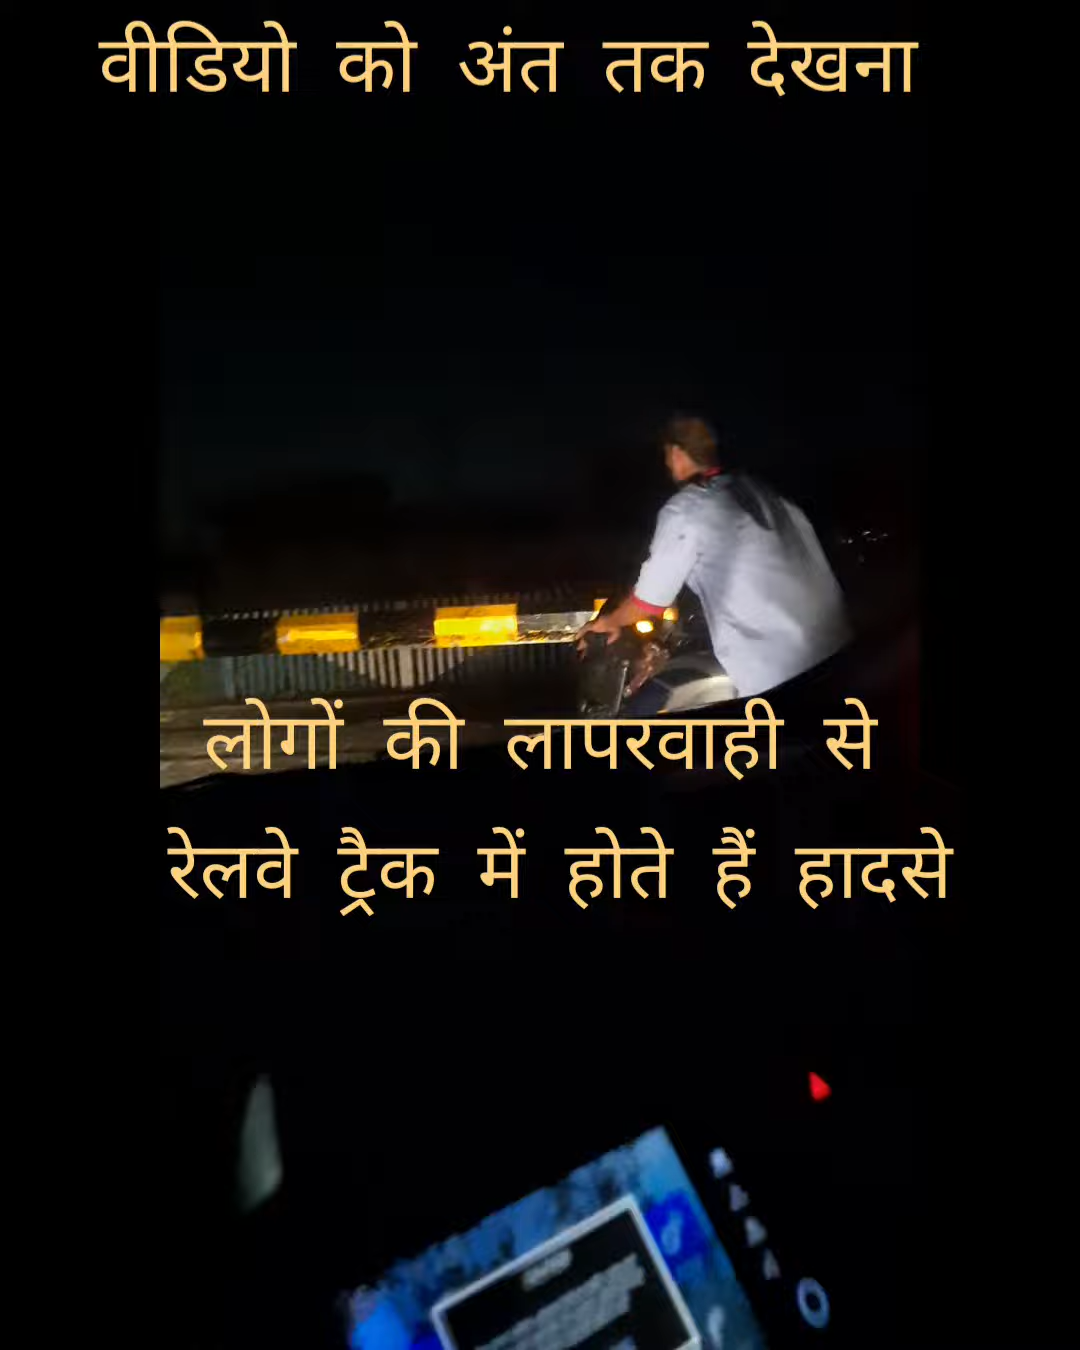 वीडियो को अंत तक देखना
लोगों की लापरवाही से
रेलवे ट्रैक में होते हैं हादसे